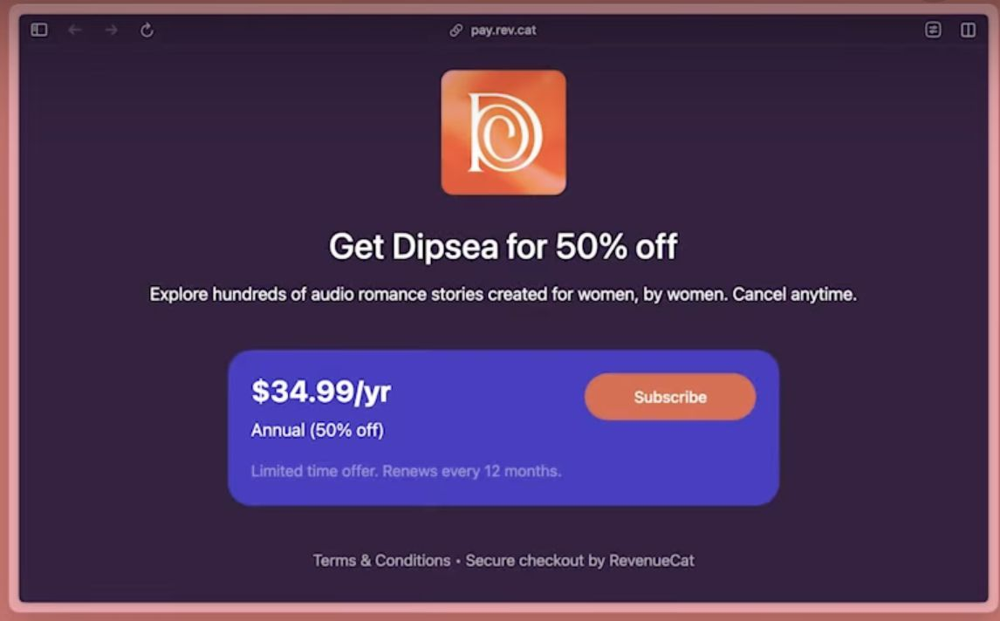 pay.rev.cat
Get Dipsea for 50% off
Explore hundreds of audio romance stories created for women, by women. Cancel anytime.
$34.99/yr
Subscribe
Annual (50% off)
Limited time offer. Renews every 12 months.
Terms & Conditions • Secure checkout by RevenueCat